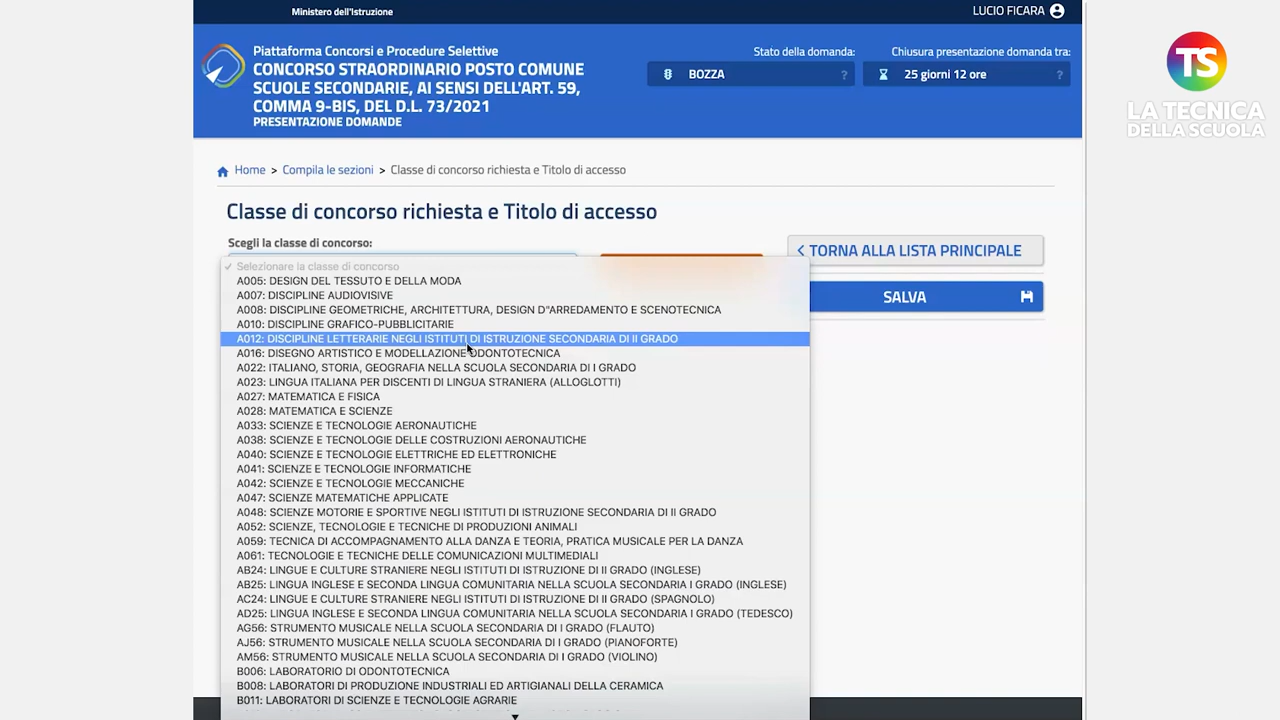 Ministero dell'Istruzione
LUCIO FICARA
Piattaforma Concorsi e Procedure Selettive
CONCORSO STRAORDINARIO POSTO COMUNE
SCUOLE SECONDARIE, AI SENSI DELL'ART. 59,
COMMA 9-BIS, DEL D.L. 73/2021
PRESENTAZIONE DOMANDE
Stato della domanda:
BOZZA ?
Chiusura presentazione domanda tra:
25 giorni 12 ore ?
TS
LA TECNICA
DELLA SCUOLA
Home > Compila le sezioni > Classe di concorso richiesta e Titolo di accesso
Classe di concorso richiesta e Titolo di accesso
Scegli la classe di concorso:
< TORNA ALLA LISTA PRINCIPALE
SALVA
✓ Selezionare la classe di concorso
A005: DESIGN DEL TESSUTO E DELLA MODA
A007: DISCIPLINE AUDIOVISIVE
A008: DISCIPLINE GEOMETRICHE, ARCHITETTURA, DESIGN D"ARREDAMENTO E SCENOTECNICA
A010: DISCIPLINE GRAFICO-PUBBLICITARIE
A012: DISCIPLINE LETTERARIE NEGLI ISTITUTI DI ISTRUZIONE SECONDARIA DI II GRADO
A016: DISEGNO ARTISTICO E MODELLAZIONE ODONTOTECNICA
A022: ITALIANO, STORIA, GEOGRAFIA NELLA SCUOLA SECONDARIA DI I GRADO
A023: LINGUA ITALIANA PER DISCENTI DI LINGUA STRANIERA (ALLOGLOTTI)
A027: MATEMATICA E FISICA
A028: MATEMATICA E SCIENZE
A033: SCIENZE E TECNOLOGIE AERONAUTICHE
A038: SCIENZE E TECNOLOGIE DELLE COSTRUZIONI AERONAUTICHE
A040: SCIENZE E TECNOLOGIE ELETTRICHE ED ELETTRONICHE
A041: SCIENZE E TECNOLOGIE INFORMATICHE
A042: SCIENZE E TECNOLOGIE MECCANICHE
A047: SCIENZE MATEMATICHE APPLICATE
A048: SCIENZE MOTORIE E SPORTIVE NEGLI ISTITUTI DI ISTRUZIONE SECONDARIA DI II GRADO
A052: SCIENZE, TECNOLOGIE E TECNICHE DI PRODUZIONI ANIMALI
A059: TECNICA DI ACCOMPAGNAMENTO ALLA DANZA E TEORIA, PRATICA MUSICALE PER LA DANZA
A061: TECNOLOGIE E TECNICHE DELLE COMUNICAZIONI MULTIMEDIALI
AB24: LINGUE E CULTURE STRANIERE NEGLI ISTITUTI DI ISTRUZIONE DI II GRADO (INGLESE)
AB25: LINGUA INGLESE E SECONDA LINGUA COMUNITARIA NELLA SCUOLA SECONDARIA I GRADO (INGLESE)
AC24: LINGUE E CULTURE STRANIERE NEGLI ISTITUTI DI ISTRUZIONE DI II GRADO (SPAGNOLO)
AD25: LINGUA INGLESE E SECONDA LINGUA COMUNITARIA NELLA SCUOLA SECONDARIA I GRADO (TEDESCO)
AG56: STRUMENTO MUSICALE NELLA SCUOLA SECONDARIA DI I GRADO (FLAUTO)
AJ56: STRUMENTO MUSICALE NELLA SCUOLA SECONDARIA DI I GRADO (PIANOFORTE)
AM56: STRUMENTO MUSICALE NELLA SCUOLA SECONDARIA DI I GRADO (VIOLINO)
B006: LABORATORIO DI ODONTOTECNICA
B008: LABORATORI DI PRODUZIONE INDUSTRIALI ED ARTIGIANALI DELLA CERAMICA
B011: LABORATORI DI SCIENZE E TECNOLOGIE AGRARIE